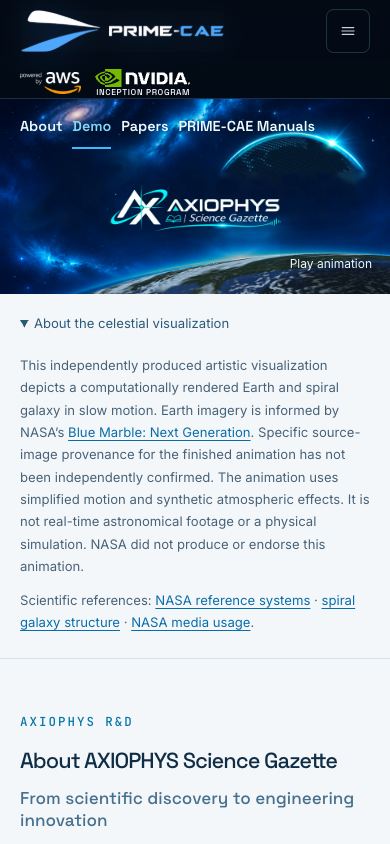 PRIME-CAE
powered by aws NVIDIA.
INCEPTION PROGRAM
About Demo Papers PRIME-CAE Manuals
AXIOPHYS
Science Gazette
Play animation
▼ About the celestial visualization
This independently produced artistic visualization
depicts a computationally rendered Earth and spiral
galaxy in slow motion. Earth imagery is informed by
NASA’s Blue Marble: Next Generation. Specific source-
image provenance for the finished animation has not
been independently confirmed. The animation uses
simplified motion and synthetic atmospheric effects. It is
not real-time astronomical footage or a physical
simulation. NASA did not produce or endorse this
animation.
Scientific references: NASA reference systems · spiral
galaxy structure · NASA media usage.
AXIOPHYS R&D
About AXIOPHYS Science Gazette
From scientific discovery to engineering
innovation